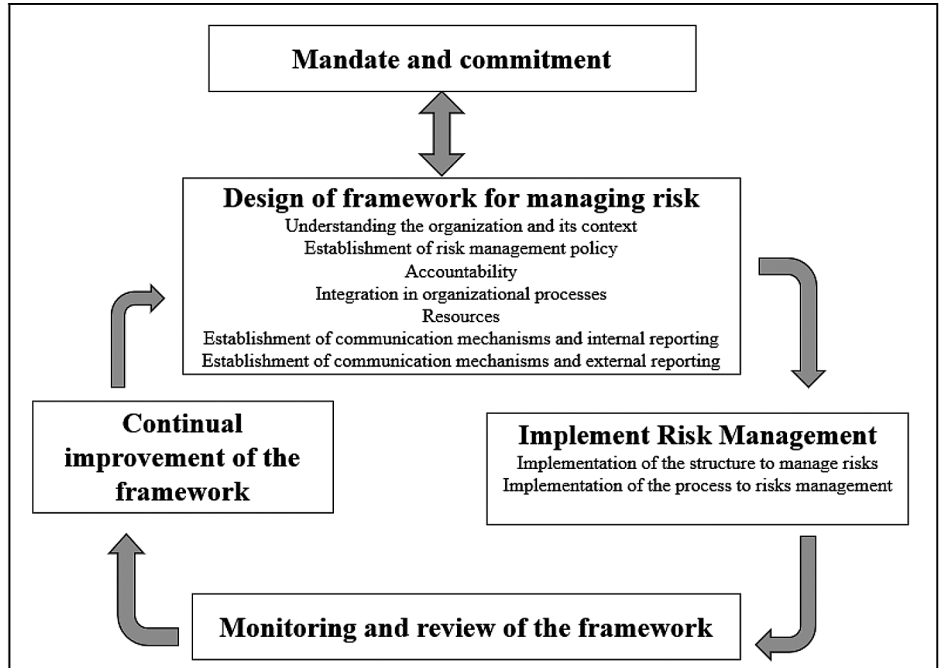 Mandate and commitment
Design of framework for managing risk
Understanding the organization and its context
Establishment of risk management policy
Accountability
Integration in organizational processes
Resources
Establishment of communication mechanisms and internal reporting
Establishment of communication mechanisms and external reporting
Continual
improvement of the
framework
Implement Risk Management
Implementation of the structure to manage risks
Implementation of the process to risks management
Monitoring and review of the framework